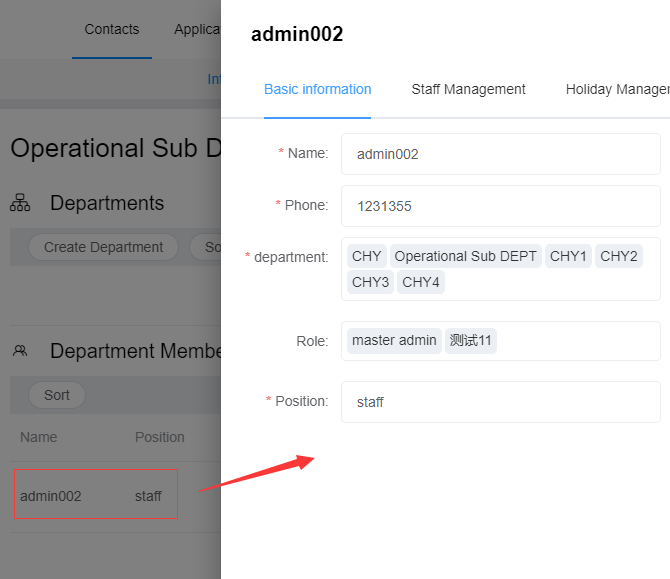 Contacts
Applica
Int
Operational Sub D
Departments
Create Department
So
Department Membe
Sort
Name Position
admin002 staff
admin002
Basic information Staff Management Holiday Manager
* Name: admin002
* Phone: 1231355
* department: CHY Operational Sub DEPT CHY1 CHY2
CHY3 CHY4
Role: master admin 测试11
* Position: staff